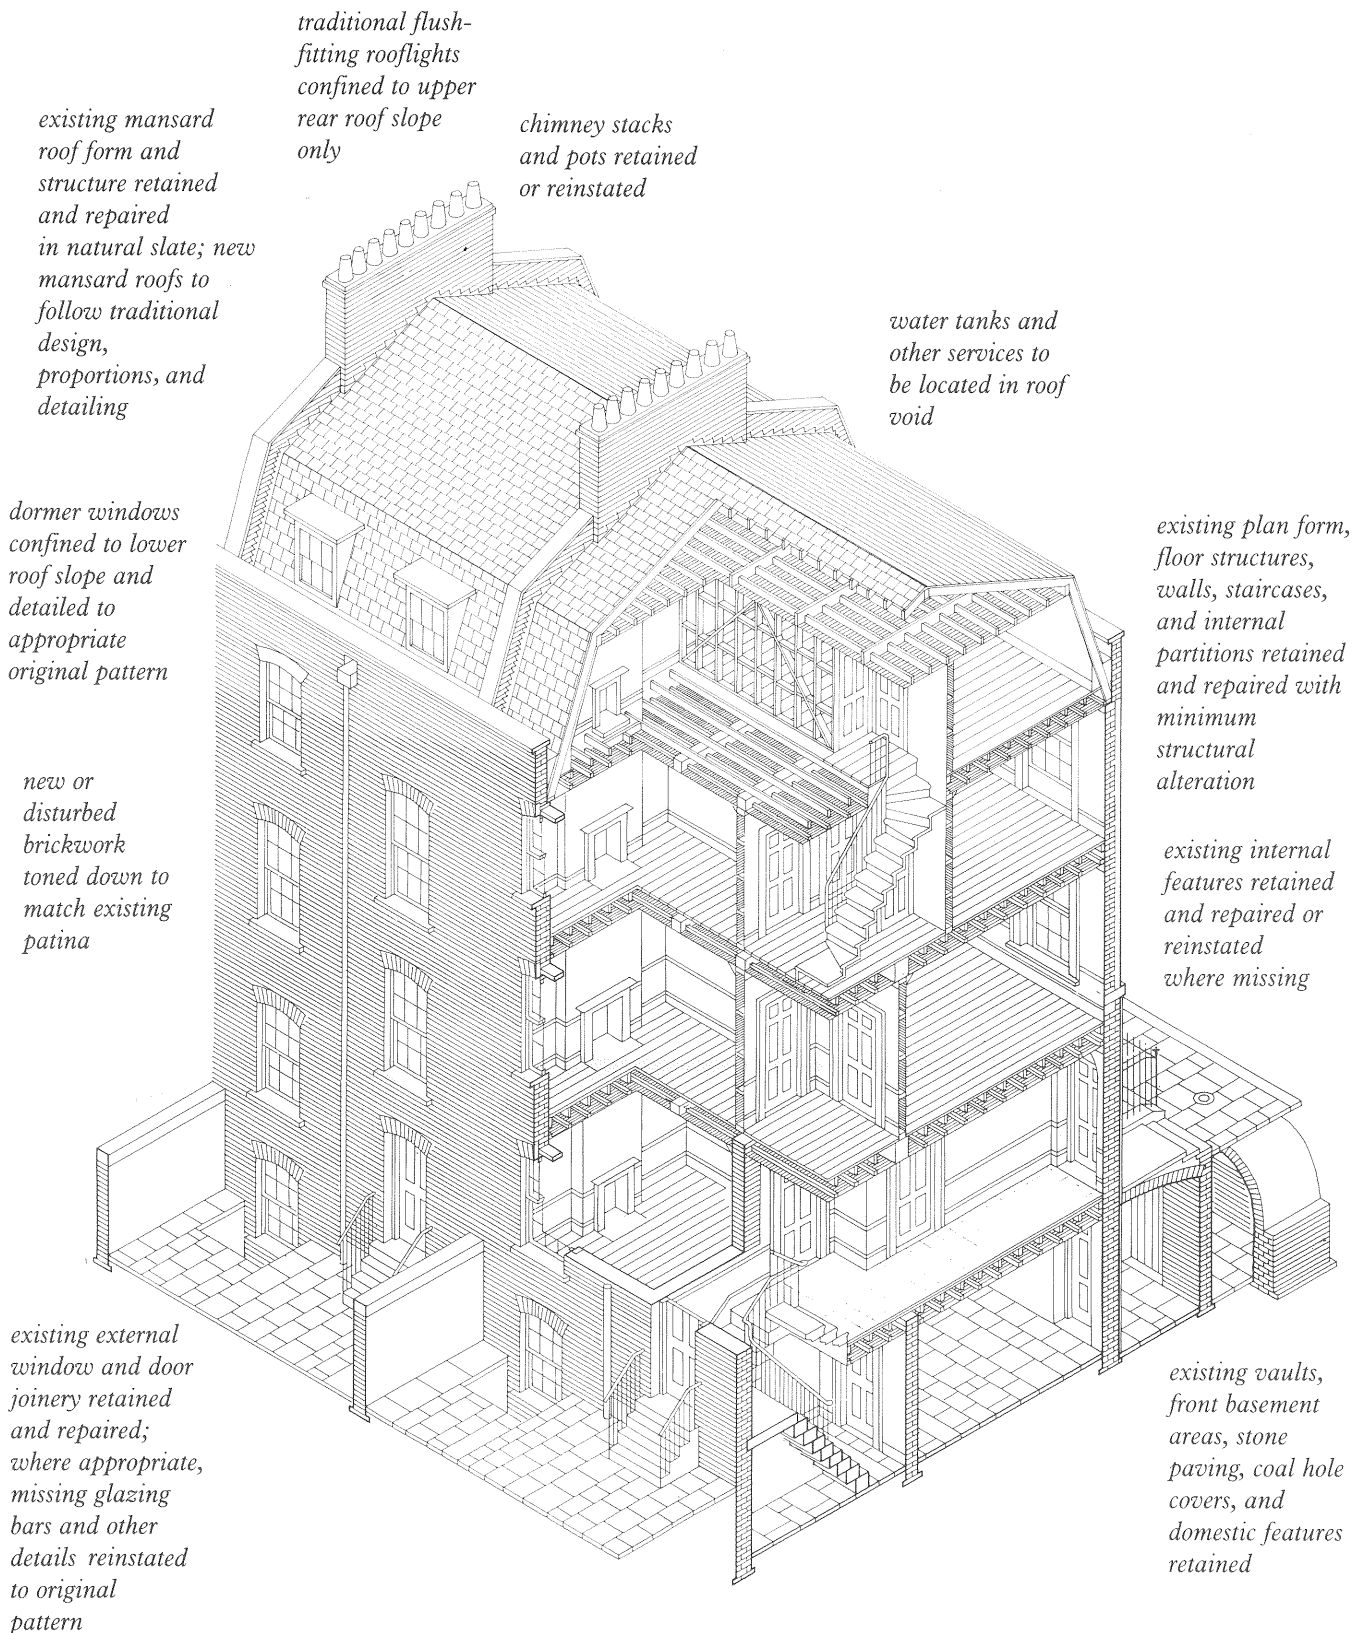 traditional flush-
fitting rooflights
confined to upper
rear roof slope
only
existing mansard
roof form and
structure retained
and repaired
in natural slate; new
mansard roofs to
follow traditional
design,
proportions, and
detailing
chimney stacks
and pots retained
or reinstated
water tanks and
other services to
be located in roof
void
dormer windows
confined to lower
roof slope and
detailed to
appropriate
original pattern
existing plan form,
floor structures,
walls, staircases,
and internal
partitions retained
and repaired with
minimum
structural
alteration
new or
disturbed
brickwork
toned down to
match existing
patina
existing internal
features retained
and repaired or
reinstated
where missing
existing external
window and door
joinery retained
and repaired;
where appropriate,
missing glazing
bars and other
details reinstated
to original
pattern
existing vaults,
front basement
areas, stone
paving, coal hole
covers, and
domestic features
retained